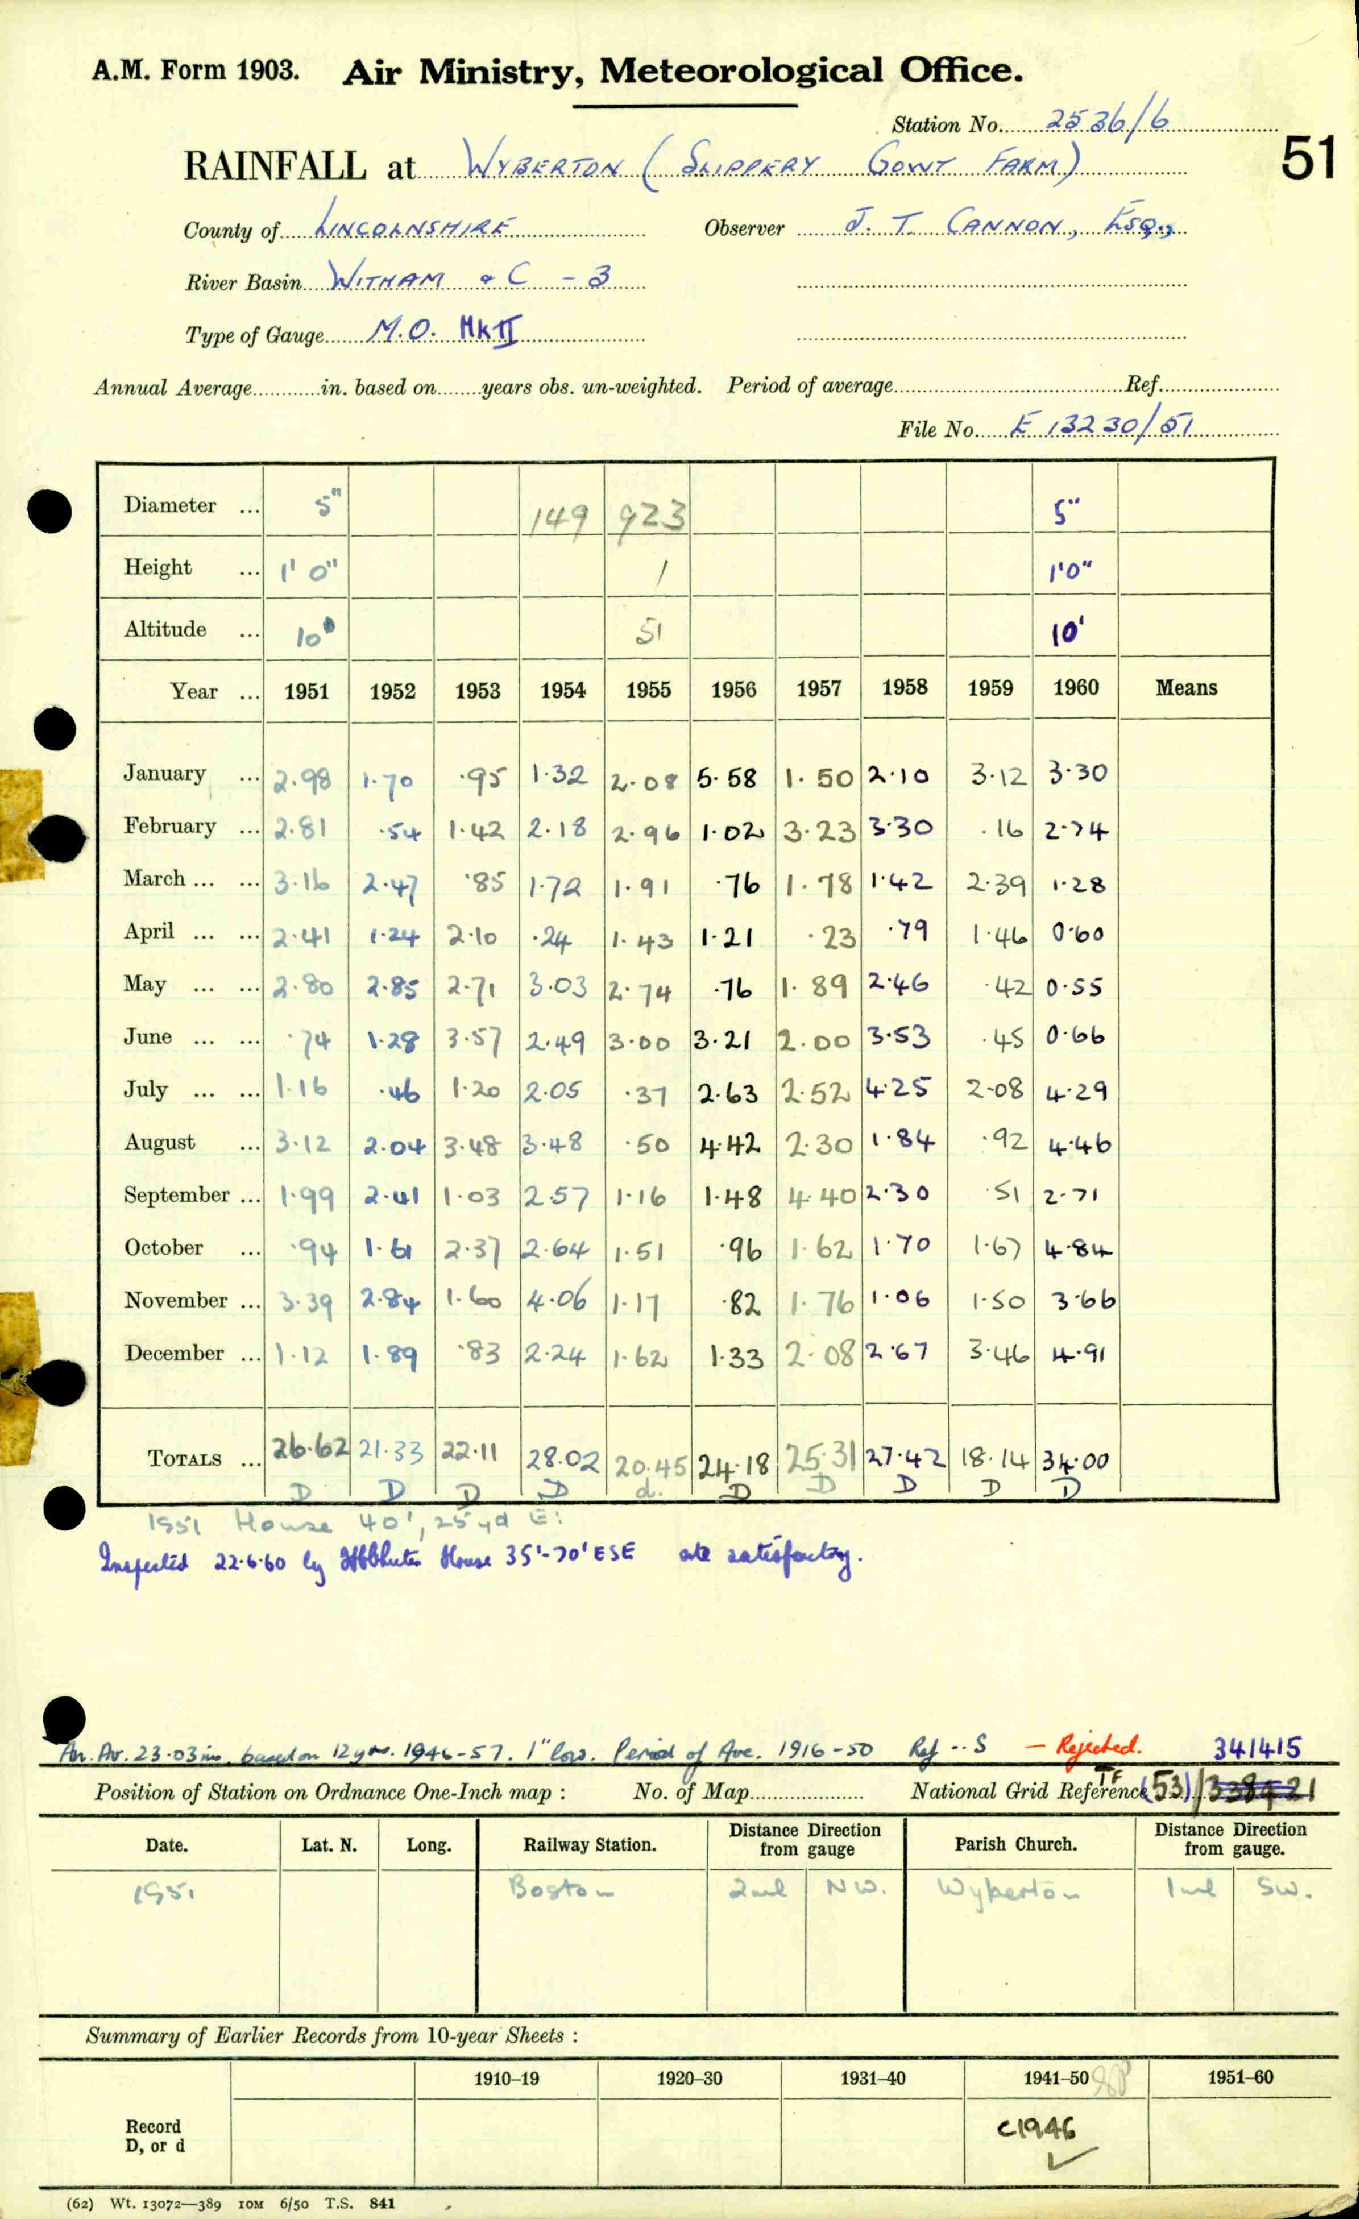 A.M. Form 1903. Air Ministry, Meteorological Office.
Station No. 2536/6
51
RAINFALL at WYBERTON (SLIPPERY GOWT FARM)
County of LINCOLNSHIRE Observer J. T. CANNON, ESQ.,
River Basin WITHAM & C - 3
Type of Gauge M.O. Mk II
Annual Average in. based on years obs. un-weighted. Period of average Ref.
File No. E 13230/51
Diameter ... 5" 149 923 5"
Height ... 1' 0" 1 1'0"
Altitude ... 10' 51 10'
Year ... 1951 1952 1953 1954 1955 1956 1957 1958 1959 1960 Means
January ... 2.98 1.70 .95 1.32 2.08 5.58 1.50 2.10 3.12 3.30
February ... 2.81 .54 1.42 2.18 2.96 1.02 3.23 3.30 .16 2.74
March ... ... 3.16 2.47 .85 1.72 1.91 .76 1.78 1.42 2.39 1.28
April ... ... 2.41 1.24 2.10 .24 1.43 1.21 .23 .79 1.46 0.60
May ... ... 2.80 2.85 2.71 3.03 2.74 .76 1.89 2.46 .42 0.55
June ... ... .74 1.28 3.57 2.49 3.00 3.21 2.00 3.53 .45 0.66
July ... ... 1.16 .46 1.20 2.05 .37 2.63 2.52 4.25 2.08 4.29
August ... 3.12 2.04 3.48 3.48 .50 4.42 2.30 1.84 .92 4.46
September ... 1.99 2.41 1.03 2.57 1.16 1.48 4.40 2.30 .51 2.71
October ... .94 1.61 2.37 2.64 1.51 .96 1.62 1.70 1.67 4.84
November ... 3.39 2.84 1.60 4.06 1.17 .82 1.76 1.06 1.50 3.66
December ... 1.12 1.89 .83 2.24 1.62 1.33 2.08 2.67 3.46 4.91
TOTALS ... 26.62 21.33 22.11 28.02 20.45 24.18 25.31 27.42 18.14 34.00
D D D D d. D D D D D
1951 House 40', 25yd E:
Inspected 22.6.60 by House 35'-70' ESE site satisfactory.
An. Av. 23.03 ins. based on 12 yrs. 1946-57. 1" low. Period of Ave. 1916-50 Ref .. S - Rejected. 341415
Position of Station on Ordnance One-Inch map : No. of Map National Grid Reference TF (53)/338421
Date. Lat. N. Long. Railway Station. Distance Direction from gauge Parish Church. Distance Direction from gauge.
1951 Boston 2ml NW. Wyberton 1ml SW.
Summary of Earlier Records from 10-year Sheets :
1910–19 1920–30 1931–40 1941–50 1951–60
Record D, or d c1946 ✓
(62) Wt. 13072—389 10M 6/50 T.S. 841